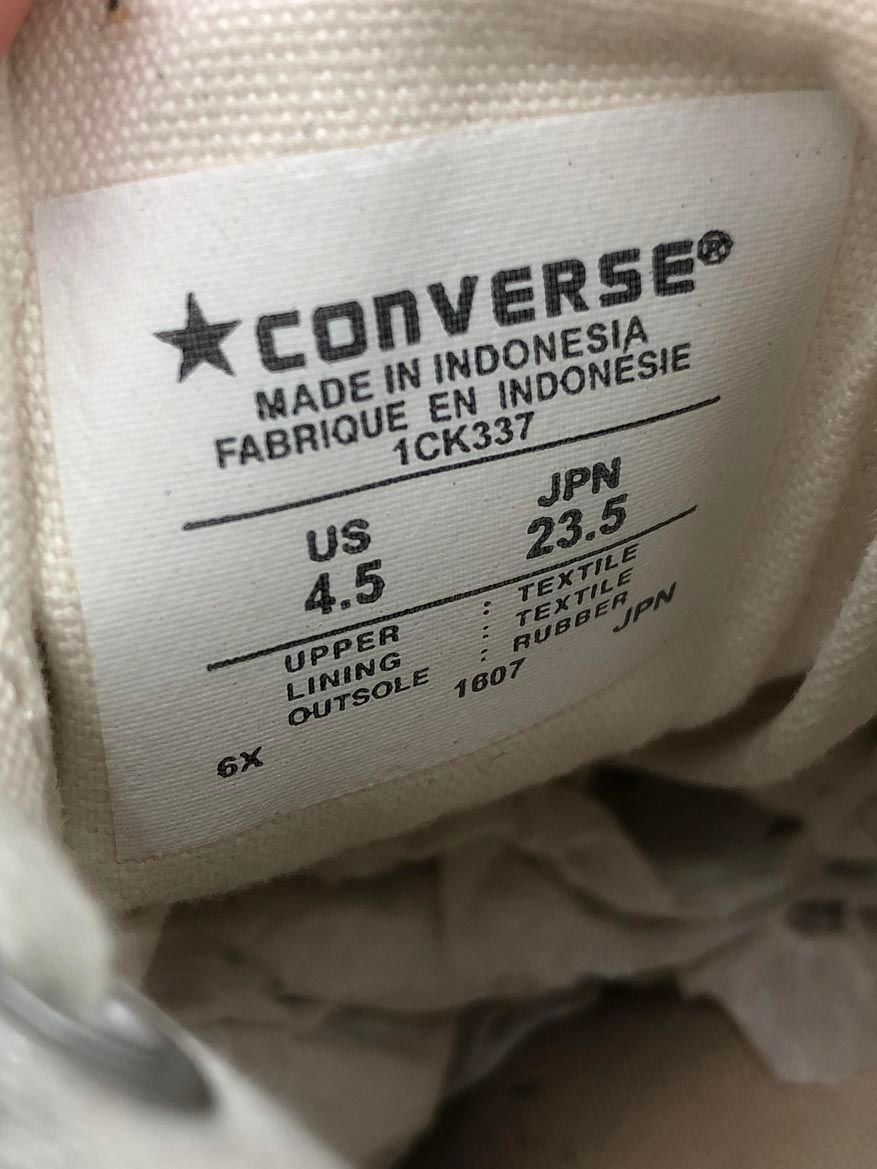 ★CONVERSE®
MADE IN INDONESIA
FABRIQUE EN INDONÉSIE
1CK337
US JPN
4.5 23.5
UPPER : TEXTILE
LINING : TEXTILE
OUTSOLE : RUBBER
1607 JPN
6X